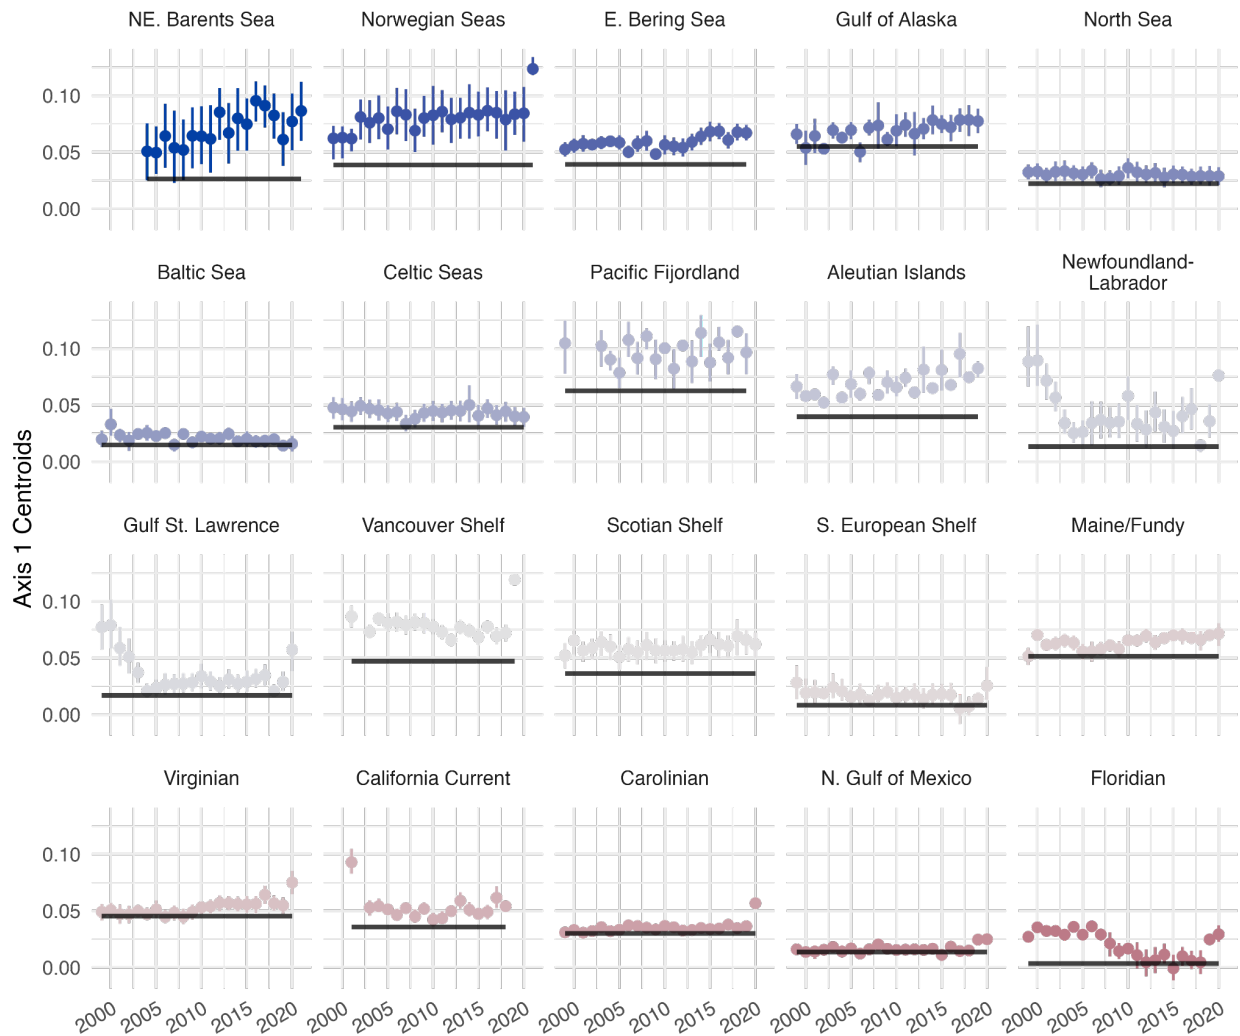 NE. Barents Sea
Norwegian Seas
E. Bering Sea
Gulf of Alaska
North Sea
0.10
0.05
0.00
Baltic Sea
Celtic Seas
Pacific Fijordland
Aleutian Islands
Newfoundland-
Labrador
0.10
0.05
0.00
Axis 1 Centroids
Gulf St. Lawrence
Vancouver Shelf
Scotian Shelf
S. European Shelf
Maine/Fundy
0.10
0.05
0.00
Virginian
California Current
Carolinian
N. Gulf of Mexico
Floridian
0.10
0.05
0.00
2000 2005 2010 2015 2020
2000 2005 2010 2015 2020
2000 2005 2010 2015 2020
2000 2005 2010 2015 2020
2000 2005 2010 2015 2020